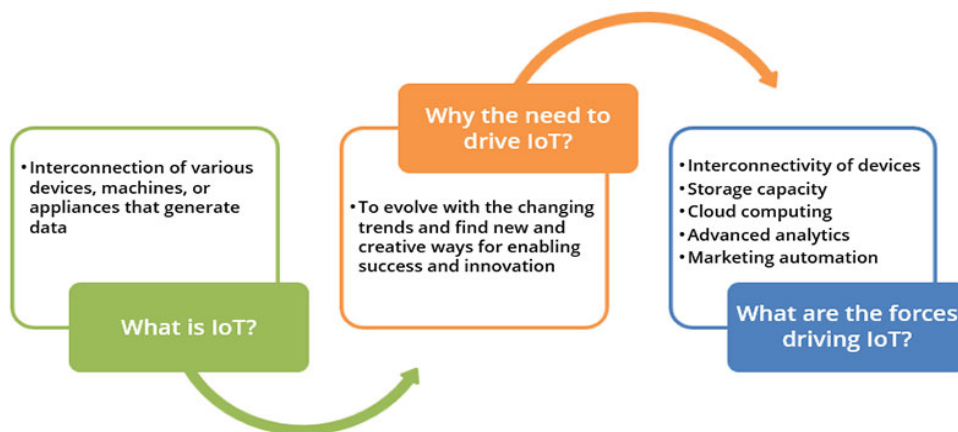 • Interconnection of various
devices, machines, or
appliances that generate
data
What is IoT?
Why the need to
drive IoT?
• To evolve with the changing
trends and find new and
creative ways for enabling
success and innovation
• Interconnectivity of devices
• Storage capacity
• Cloud computing
• Advanced analytics
• Marketing automation
What are the forces
driving IoT?